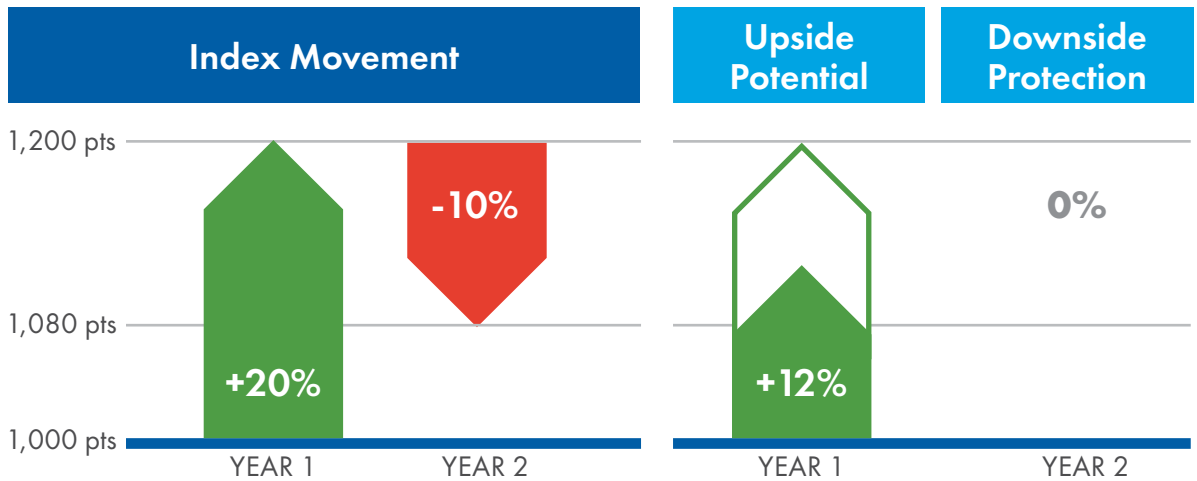 Index Movement
Upside
Potential
Downside
Protection
1,200 pts
-10%
0%
1,080 pts
+20%
+12%
1,000 pts
YEAR 1
YEAR 2
YEAR 1
YEAR 2